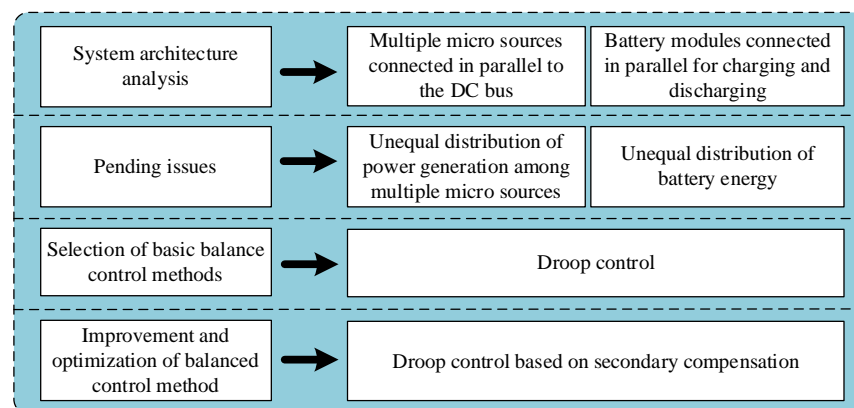 System architecture
analysis
Multiple micro sources
connected in parallel to
the DC bus
Battery modules connected
in parallel for charging and
discharging
Pending issues
Unequal distribution of
power generation among
multiple micro sources
Unequal distribution of
battery energy
Selection of basic balance
control methods
Droop control
Improvement and
optimization of balanced
control method
Droop control based on secondary compensation